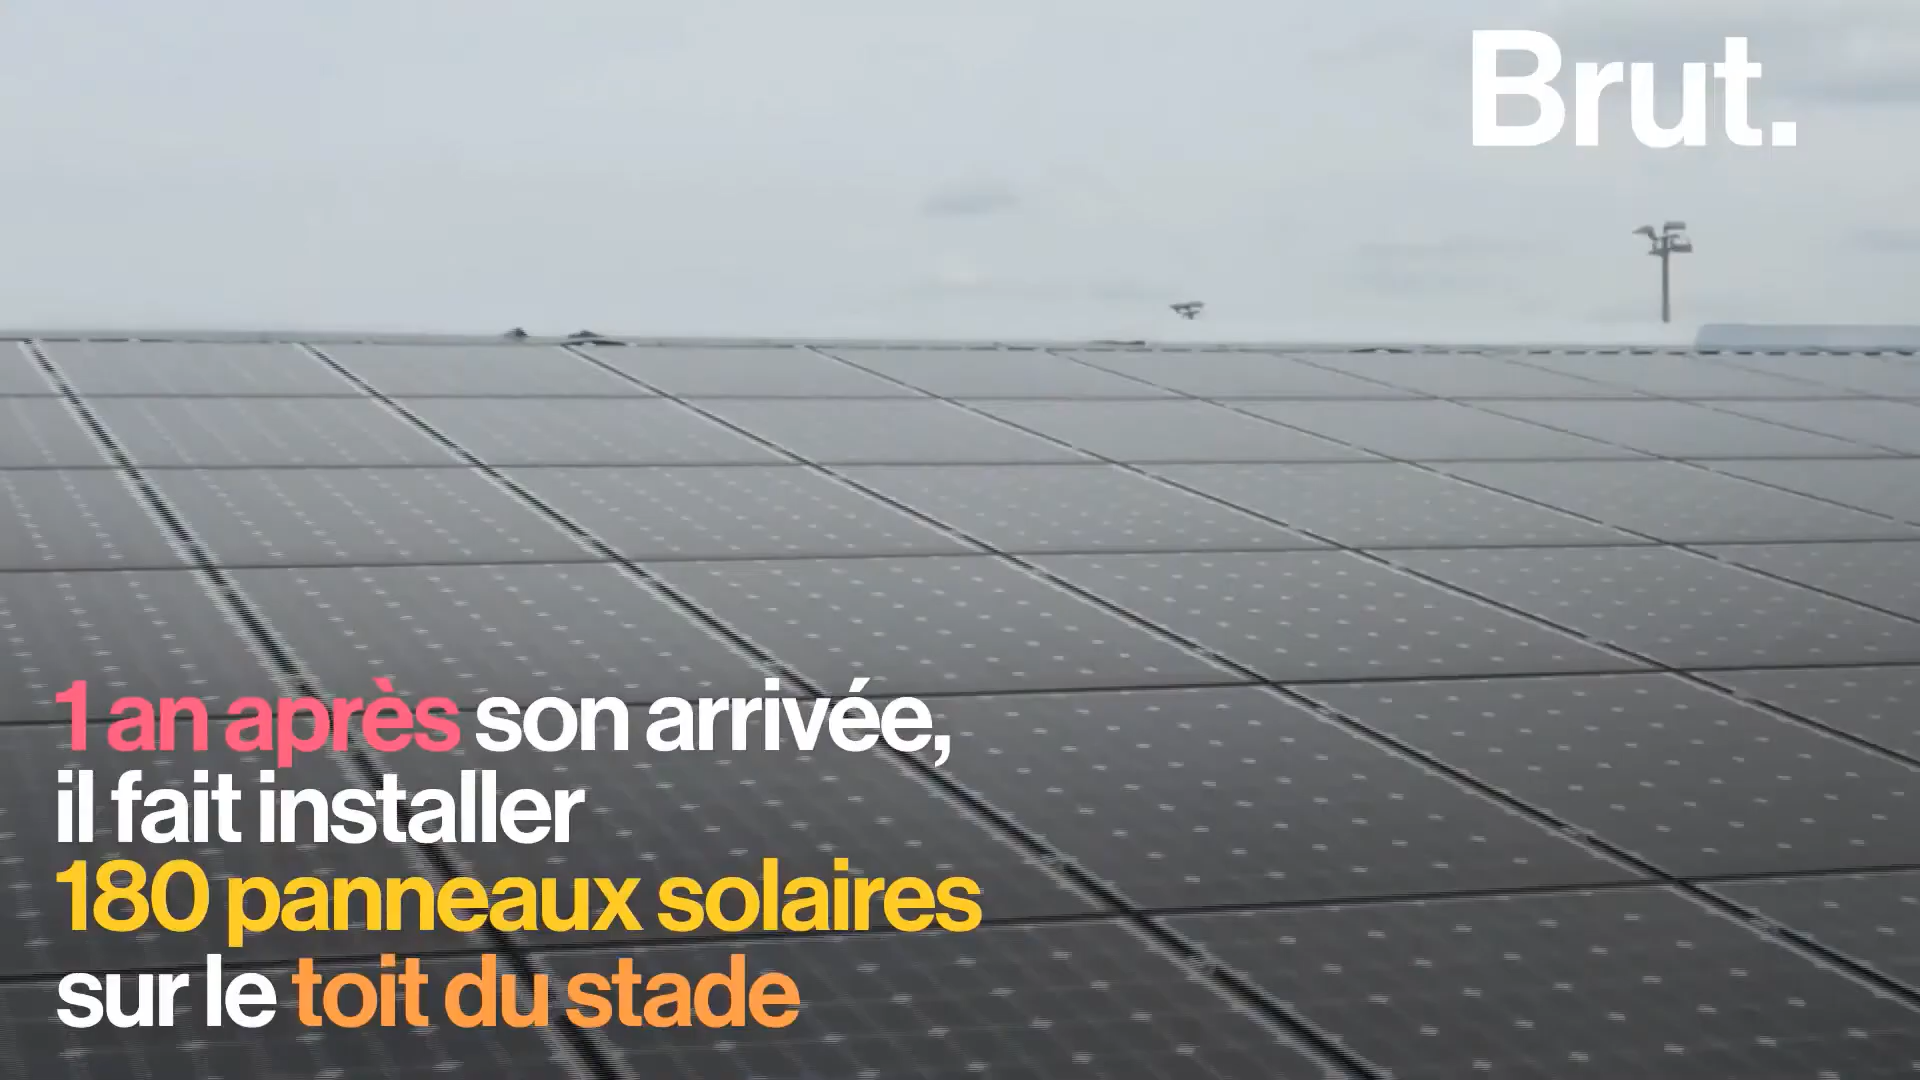 Brut.
1 an après son arrivée,
il fait installer
180 panneaux solaires
sur le toit du stade